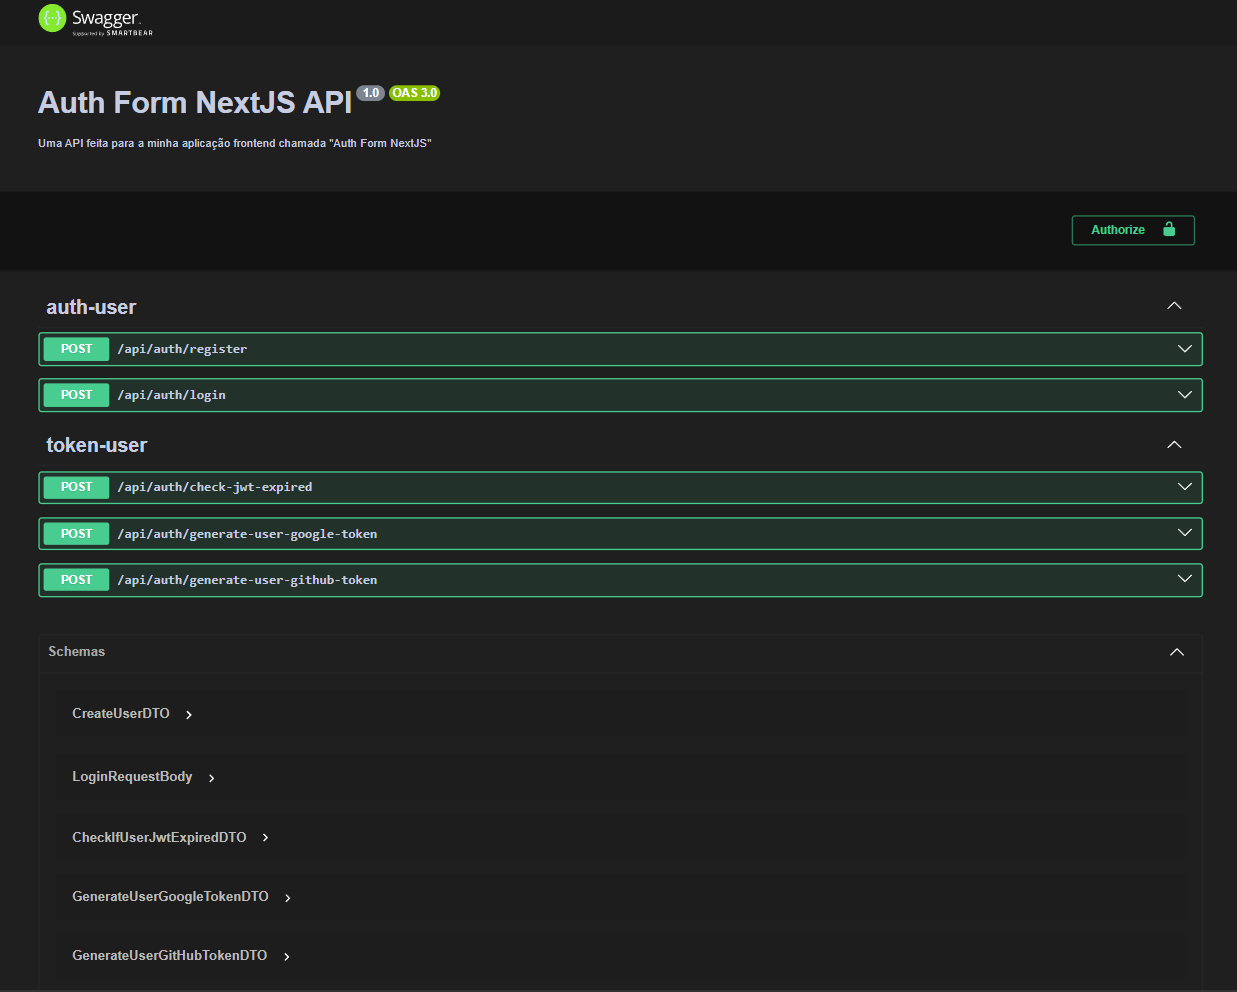 Swagger.
Supported by SMARTBEAR
Auth Form NextJS API 1.0 OAS 3.0
Uma API feita para a minha aplicação frontend chamada "Auth Form NextJS"
Authorize
auth-user
POST /api/auth/register
POST /api/auth/login
token-user
POST /api/auth/check-jwt-expired
POST /api/auth/generate-user-google-token
POST /api/auth/generate-user-github-token
Schemas
CreateUserDTO
LoginRequestBody
CheckIfUserJwtExpiredDTO
GenerateUserGoogleTokenDTO
GenerateUserGitHubTokenDTO